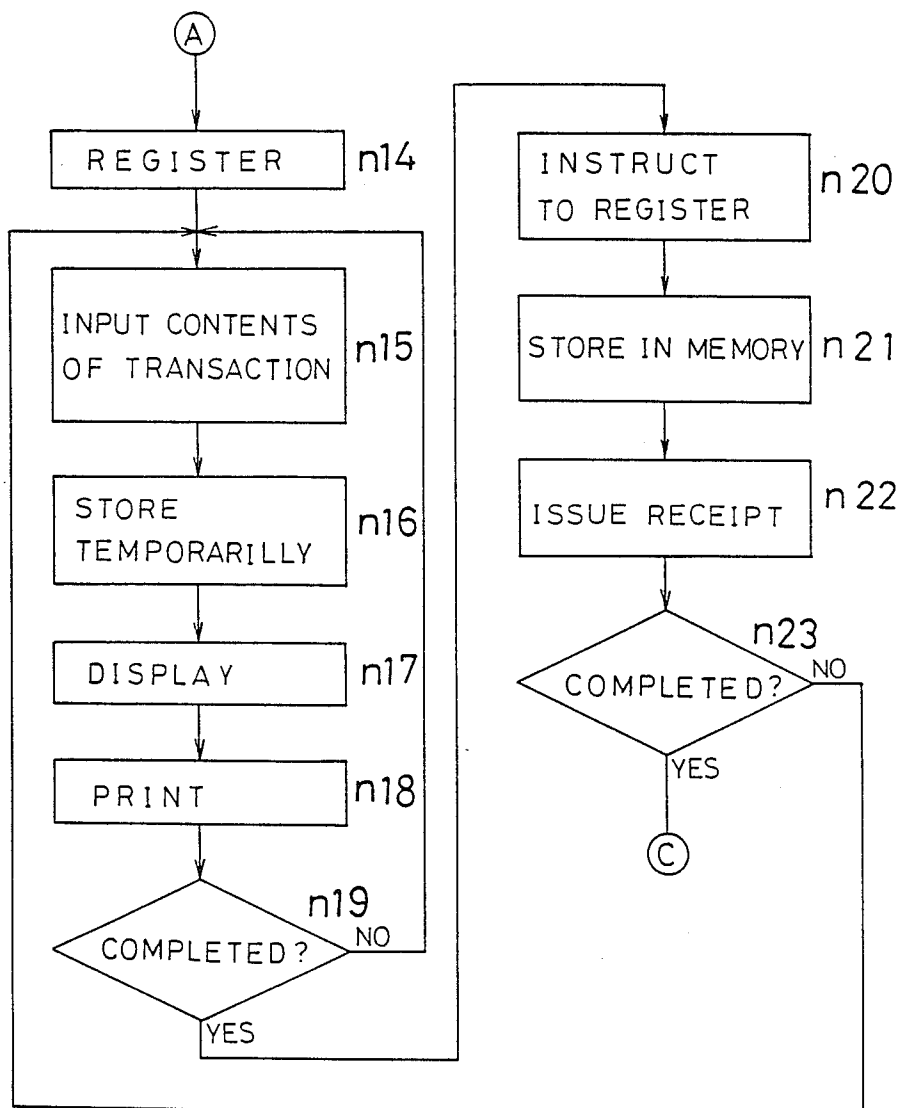 A
REGISTER n14
INPUT CONTENTS
OF TRANSACTION n15
STORE
TEMPORARILLY n16
DISPLAY n17
PRINT n18
n19
COMPLETED? NO
YES
INSTRUCT
TO REGISTER n20
STORE IN MEMORY n21
ISSUE RECEIPT n22
n23
COMPLETED? NO
YES
C